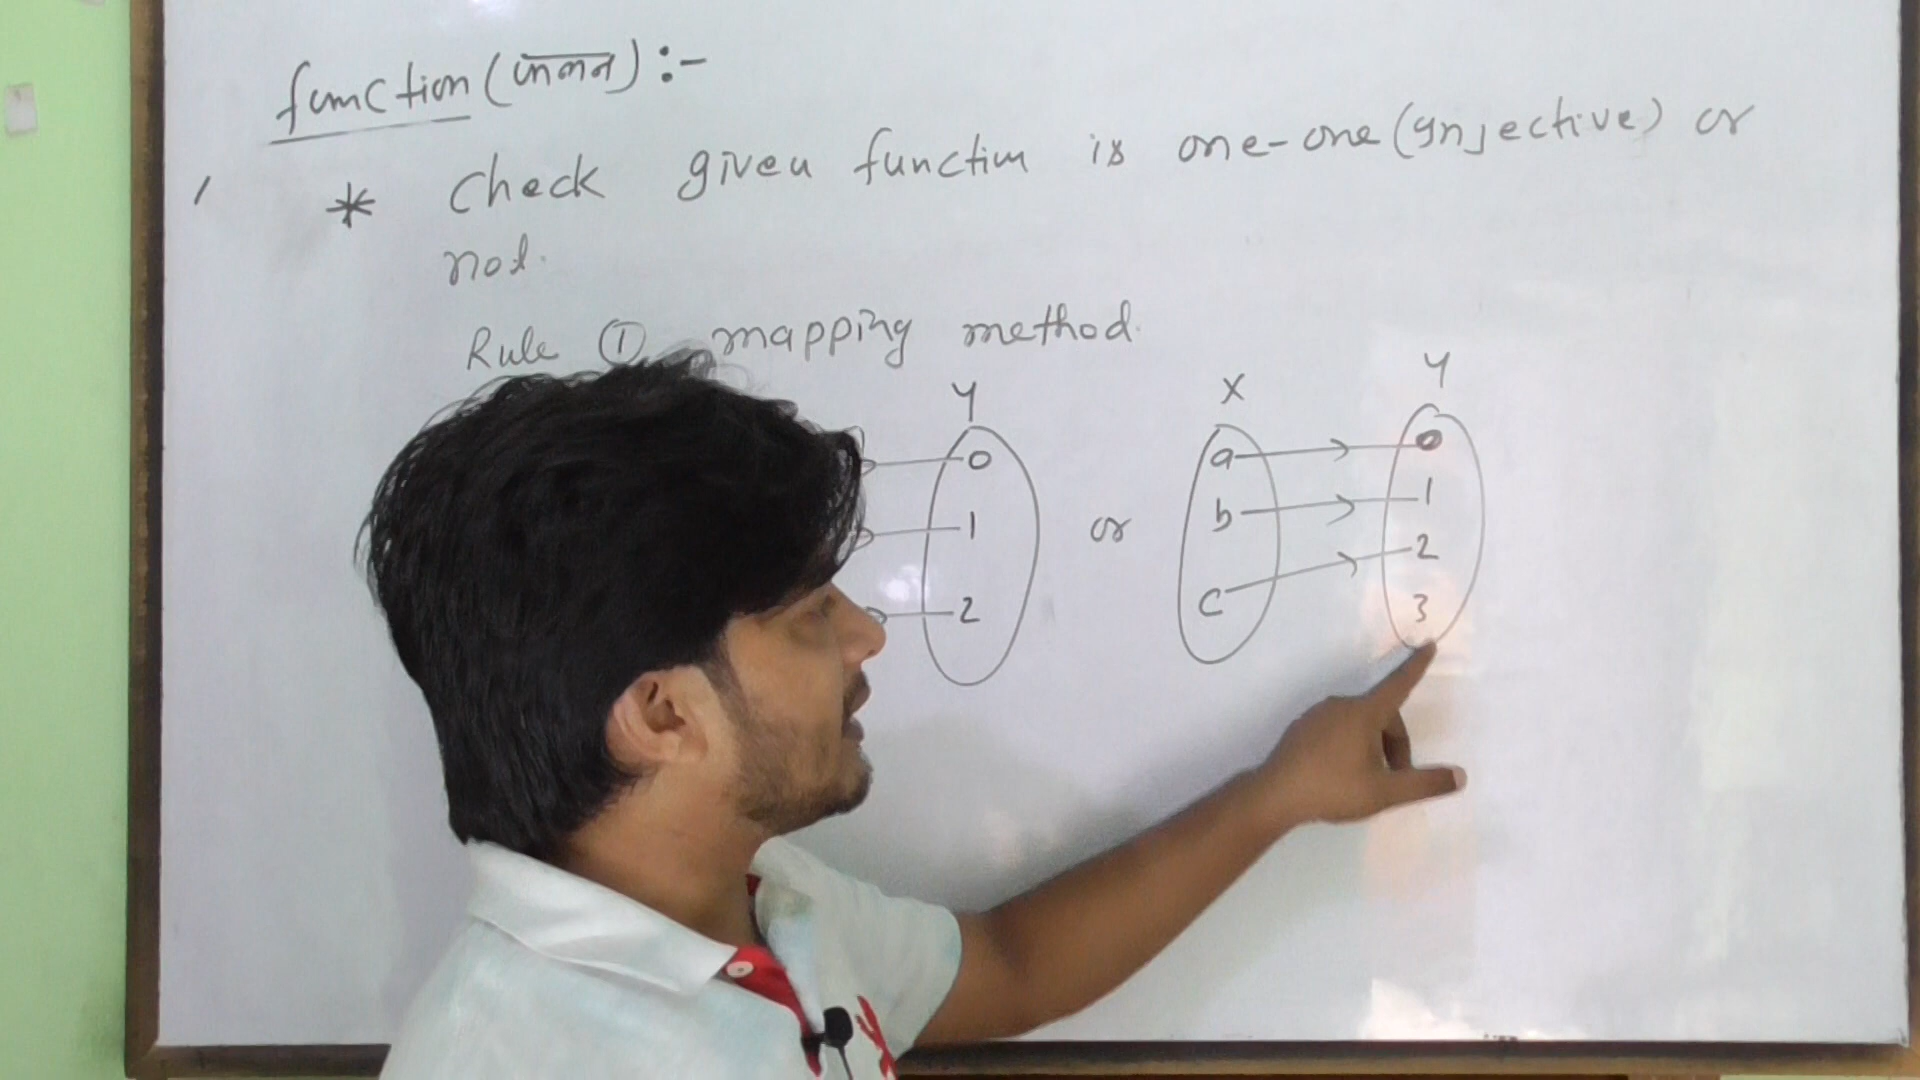 function (फलन) :-
* Check given function is one-one (Injective) or
not.
Rule ① mapping method.
Y
0
1
2
or
X
a
b
c
Y
0
1
2
3